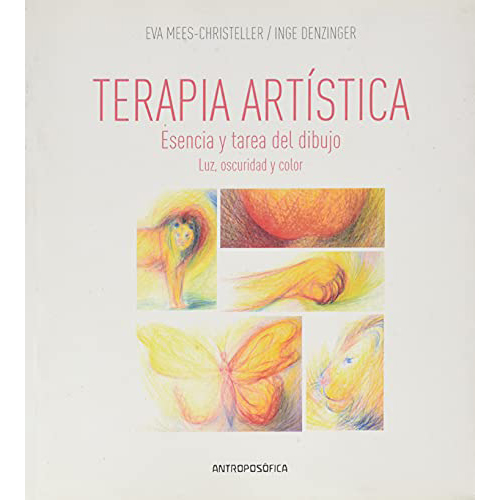 EVA MEES-CHRISTELLER / INGE DENZINGER
TERAPIA ARTÍSTICA
Esencia y tarea del dibujo
Luz, oscuridad y color
ANTROPOSÓFICA